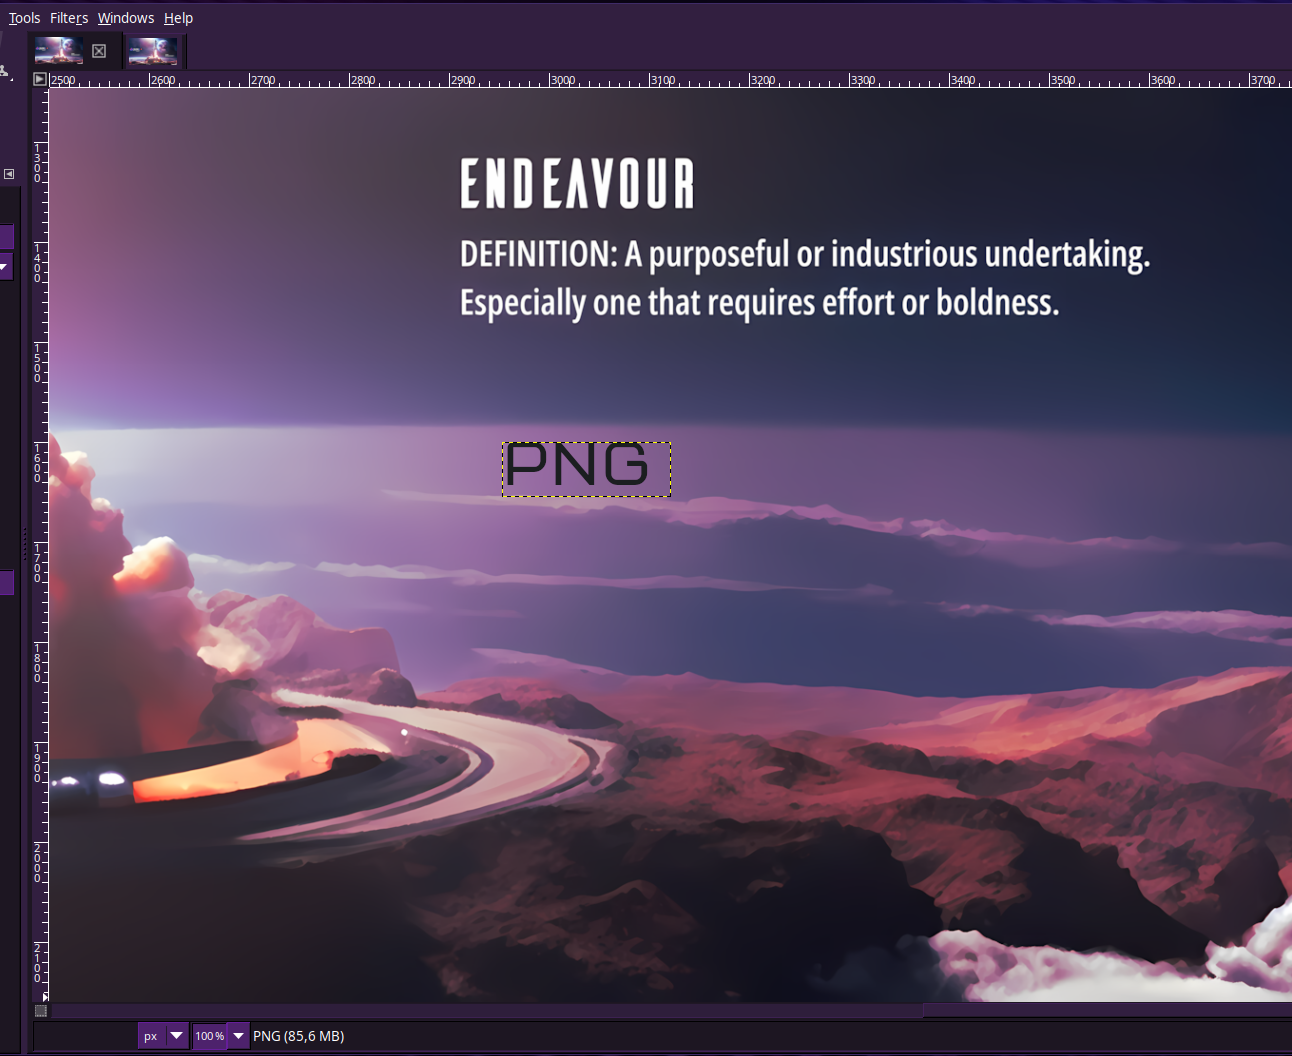 Tools Filters Windows Help
2500 2600 2700 2800 2900 3000 3100 3200 3300 3400 3500 3600 3700
1300
1400
1500
1600
1700
1800
1900
2000
2100
ENDEAVOUR
DEFINITION: A purposeful or industrious undertaking.
Especially one that requires effort or boldness.
PNG
px 100 % PNG (85,6 MB)